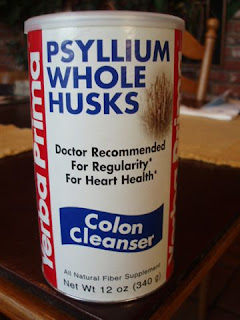 PSYLLIUM
WHOLE
HUSKS
Yerba Prima
Doctor Recommended
For Regularity*
For Heart Health*
Colon
Cleanser
All Natural Fiber Supplement
Net Wt 12 oz (340 g)